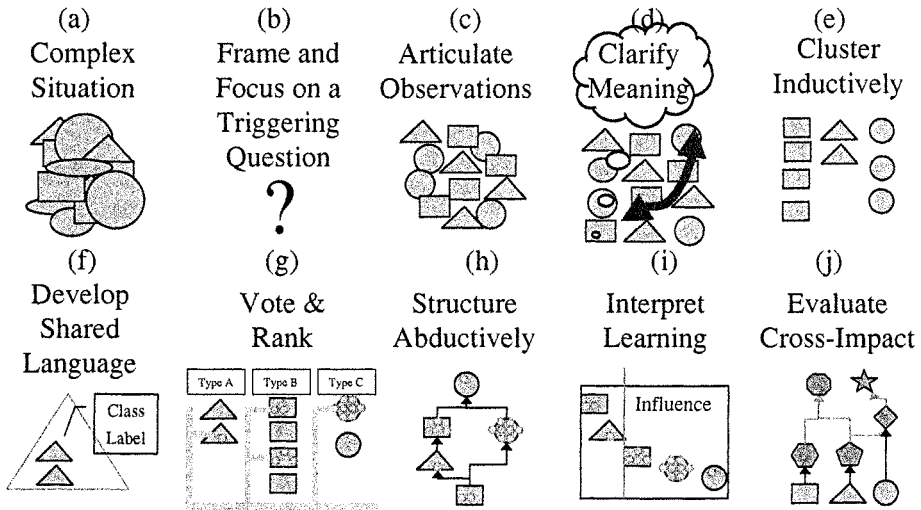 (a)
Complex
Situation
(b)
Frame and
Focus on a
Triggering
Question
?
(c)
Articulate
Observations
(d)
Clarify
Meaning
(e)
Cluster
Inductively
(f)
Develop
Shared
Language
Class
Label
(g)
Vote &
Rank
Type A
Type B
Type C
(h)
Structure
Abductively
(i)
Interpret
Learning
Influence
(j)
Evaluate
Cross-Impact